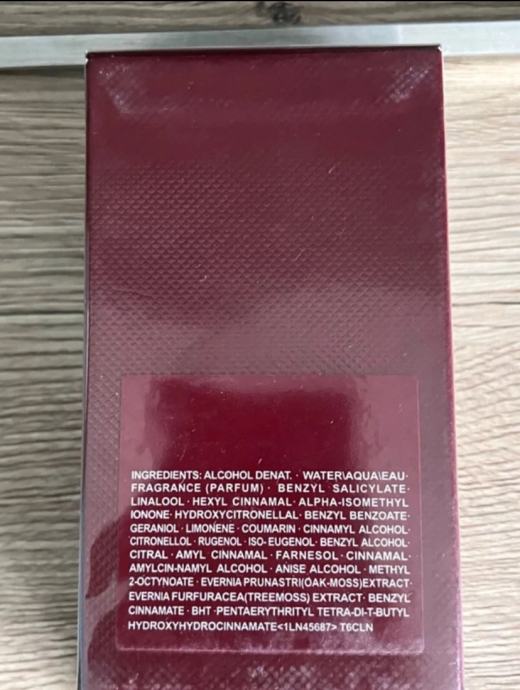 INGREDIENTS: ALCOHOL DENAT. · WATER\AQUA\EAU·
FRAGRANCE (PARFUM) · BENZYL SALICYLATE·
LINALOOL · HEXYL CINNAMAL · ALPHA-ISOMETHYL
IONONE · HYDROXYCITRONELLAL · BENZYL BENZOATE·
GERANIOL · LIMONENE · COUMARIN · CINNAMYL ALCOHOL·
CITRONELLOL · RUGENOL · ISO-EUGENOL · BENZYL ALCOHOL·
CITRAL · AMYL CINNAMAL · FARNESOL · CINNAMAL·
AMYLCIN-NAMYL ALCOHOL · ANISE ALCOHOL · METHYL
2-OCTYNOATE · EVERNIA PRUNASTRI(OAK-MOSS)EXTRACT·
EVERNIA FURFURACEA(TREEMOSS) EXTRACT · BENZYL
CINNAMATE · BHT · PENTAERYTHRITYL TETRA-DI-T-BUTYL
HYDROXYHYDROCINNAMATE<1LN45687> T6CLN